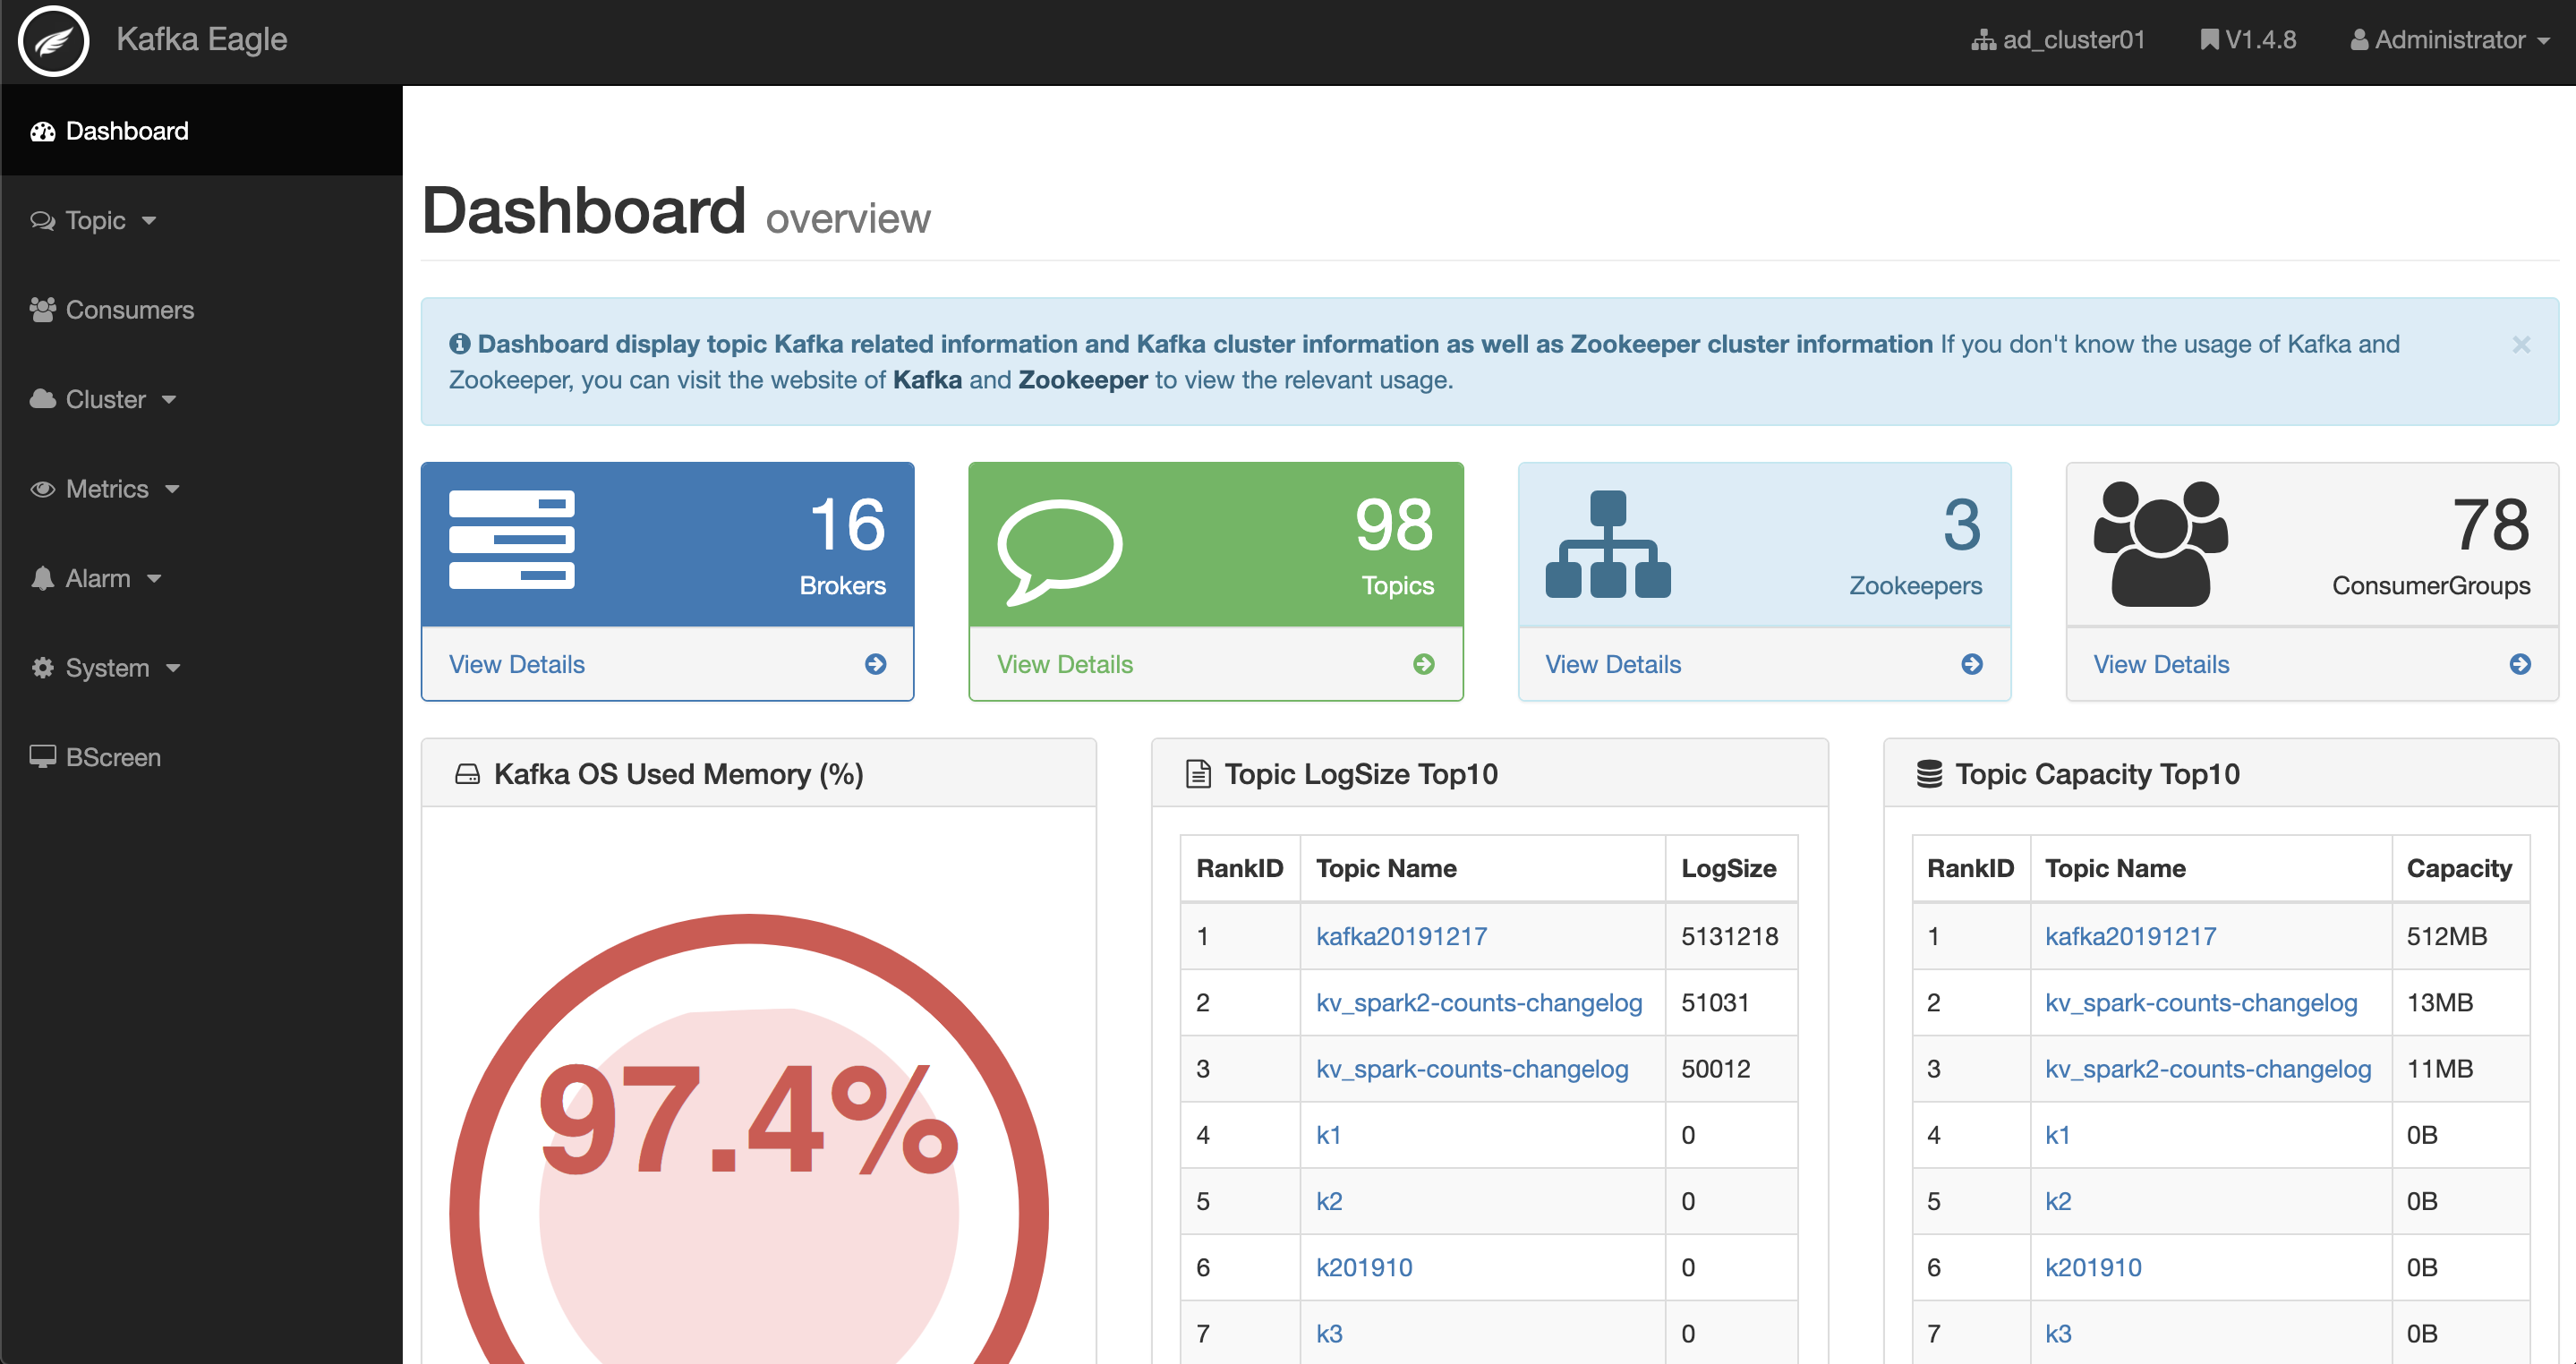 Kafka Eagle
ad_cluster01 V1.4.8 Administrator
Dashboard
Topic
Consumers
Cluster
Metrics
Alarm
System
BScreen
Dashboard overview
Dashboard display topic Kafka related information and Kafka cluster information as well as Zookeeper cluster information If you don't know the usage of Kafka and
Zookeeper, you can visit the website of Kafka and Zookeeper to view the relevant usage.
×
16
Brokers
View Details
98
Topics
View Details
3
Zookeepers
View Details
78
ConsumerGroups
View Details
Kafka OS Used Memory (%)
97.4%
Topic LogSize Top10
RankID Topic Name LogSize
1 kafka20191217 5131218
2 kv_spark2-counts-changelog 51031
3 kv_spark-counts-changelog 50012
4 k1 0
5 k2 0
6 k201910 0
7 k3 0
Topic Capacity Top10
RankID Topic Name Capacity
1 kafka20191217 512MB
2 kv_spark-counts-changelog 13MB
3 kv_spark2-counts-changelog 11MB
4 k1 0B
5 k2 0B
6 k201910 0B
7 k3 0B